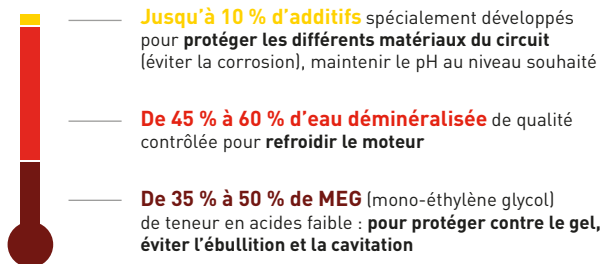 Jusqu’à 10 % d’additifs spécialement développés
pour protéger les différents matériaux du circuit
(éviter la corrosion), maintenir le pH au niveau souhaité
De 45 % à 60 % d’eau déminéralisée de qualité
contrôlée pour refroidir le moteur
De 35 % à 50 % de MEG (mono-éthylène glycol)
de teneur en acides faible : pour protéger contre le gel,
éviter l’ébullition et la cavitation